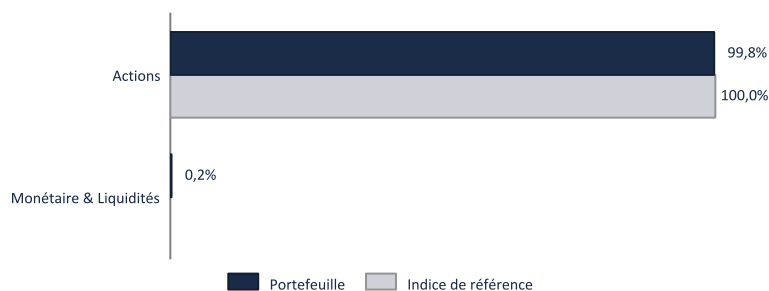 99,8%
Actions
100,0%
0,2%
Monétaire & Liquidités
Portefeuille
Indice de référence